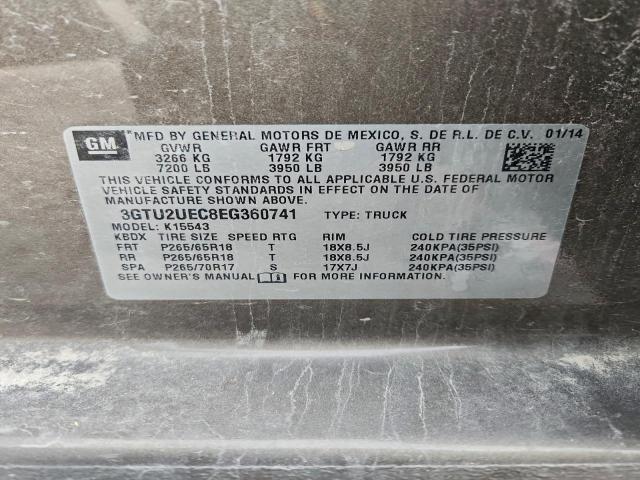 GM *MFD BY GENERAL MOTORS DE MEXICO, S. DE R.L. DE C.V. 01/14
GVWR GAWR FRT GAWR RR
3266 KG 1792 KG 1792 KG
7200 LB 3950 LB 3950 LB
THIS VEHICLE CONFORMS TO ALL APPLICABLE U.S. FEDERAL MOTOR
VEHICLE SAFETY STANDARDS IN EFFECT ON THE DATE OF
MANUFACTURE SHOWN ABOVE.
3GTU2UEC8EG360741 TYPE: TRUCK
MODEL: K15543
KBDX TIRE SIZE SPEED RTG RIM COLD TIRE PRESSURE
FRT P265/65R18 T 18X8.5J 240KPA(35PSI)
RR P265/65R18 T 18X8.5J 240KPA(35PSI)
SPA P265/70R17 S 17X7J 240KPA(35PSI)
SEE OWNER'S MANUAL FOR MORE INFORMATION.